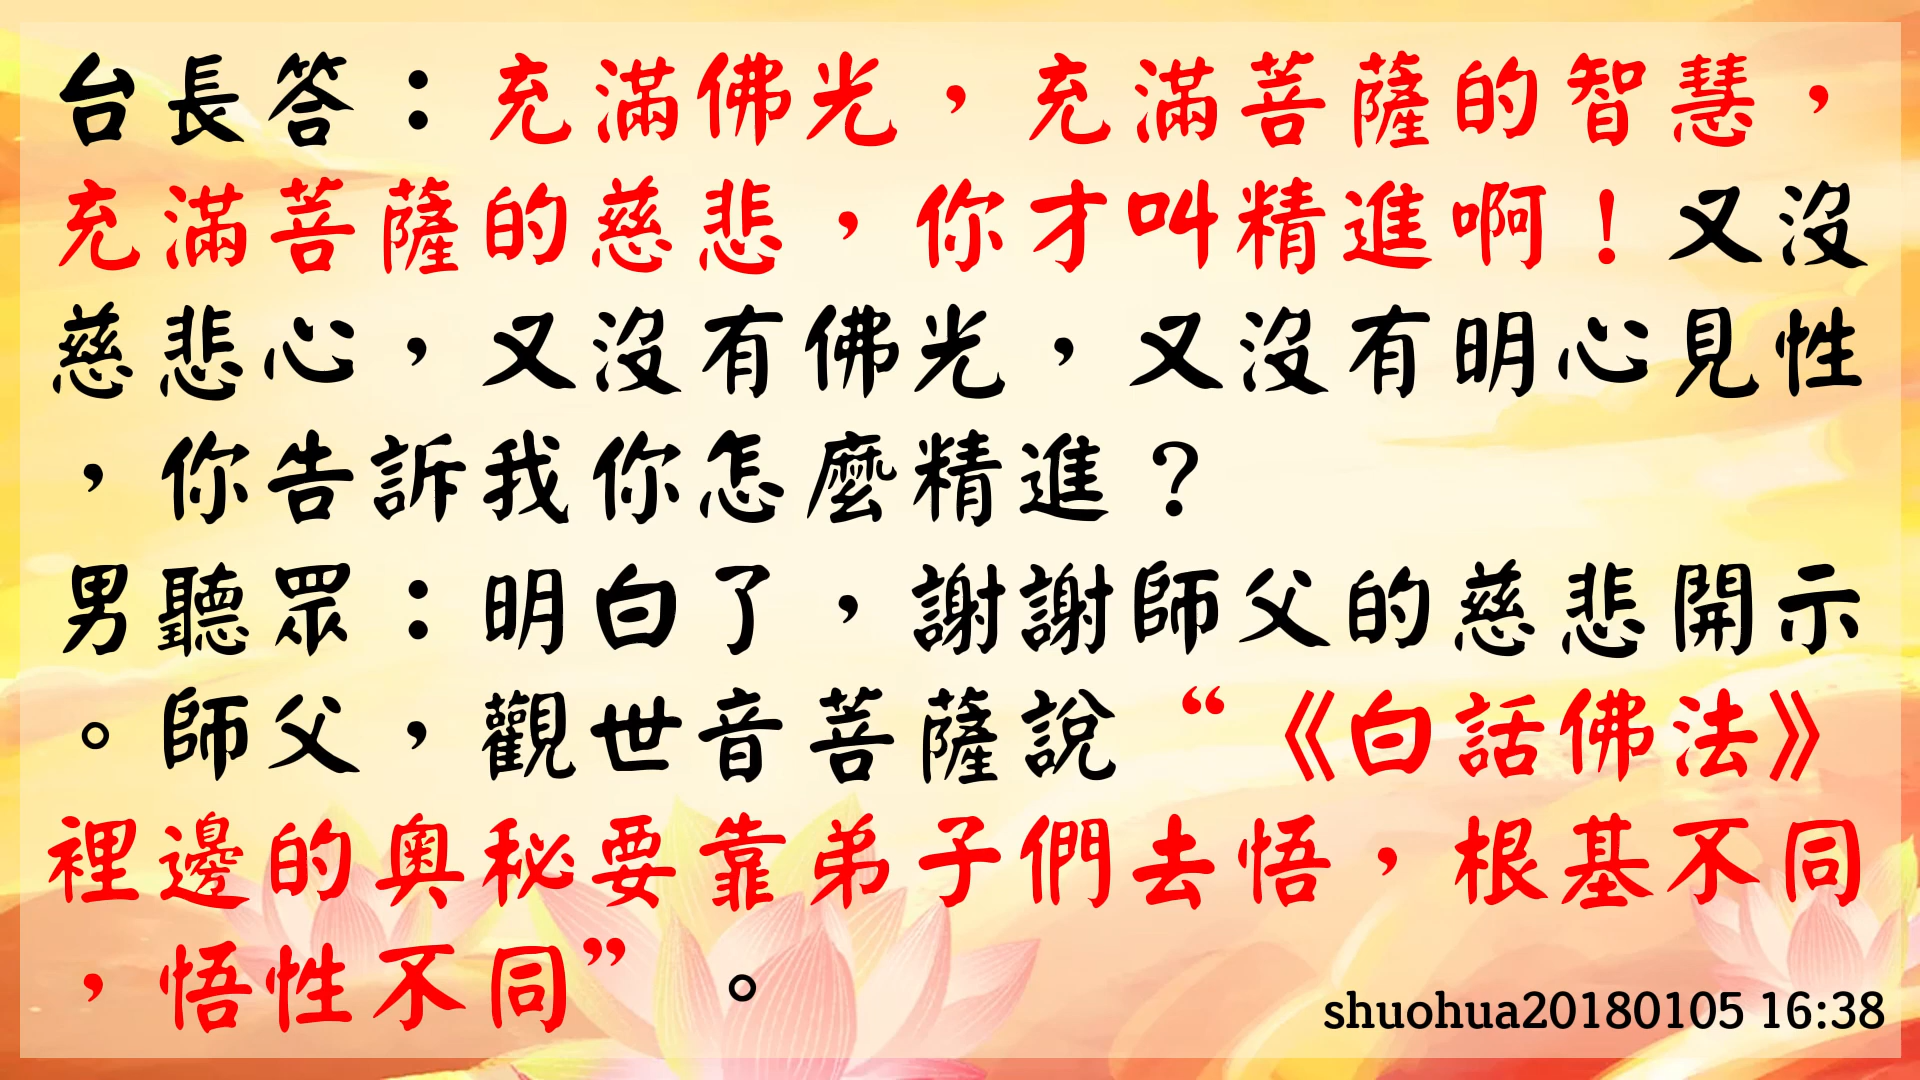 台長答：充滿佛光，充滿菩薩的智慧，
充滿菩薩的慈悲，你才叫精進啊！又沒
慈悲心，又沒有佛光，又沒有明心見性
，你告訴我你怎麼精進？
男聽眾：明白了，謝謝師父的慈悲開示
。師父，觀世音菩薩說“《白話佛法》
裡邊的奧秘要靠弟子們去悟，根基不同
，悟性不同”。
shuohua20180105 16:38